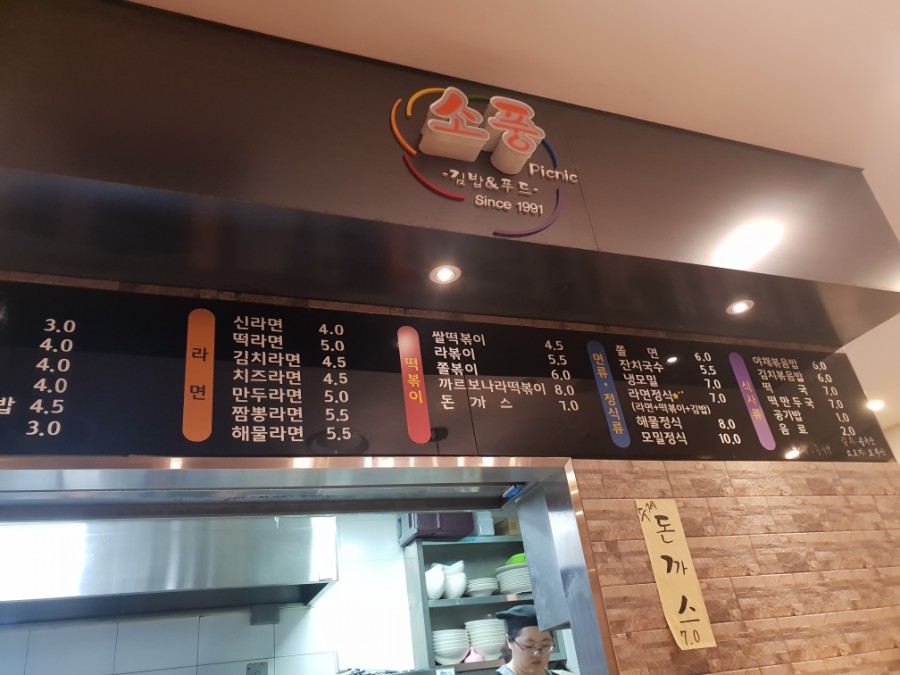 소풍
Picnic
-김밥&푸드-
Since 1991
3.0
4.0
4.0
4.0
밥 4.5
3.0
라면
신라면 4.0
떡라면 5.0
김치라면 4.5
치즈라면 4.5
만두라면 5.0
짬뽕라면 5.5
해물라면 5.5
떡볶이
쌀떡볶이 4.5
라볶이 5.5
쫄볶이 6.0
까르보나라떡볶이 8.0
돈까스 7.0
면류·정식류
쫄면 6.0
잔치국수 5.5
냉모밀 7.0
라면정식 7.0
(라면+떡볶이+김밥)
해물정식 8.0
모밀정식 10.0
식사류
야채볶음밥 6.0
김치볶음밥 6.0
떡국 7.0
떡만두국 7.0
공기밥 1.0
음료 2.0
돈까스
7.0